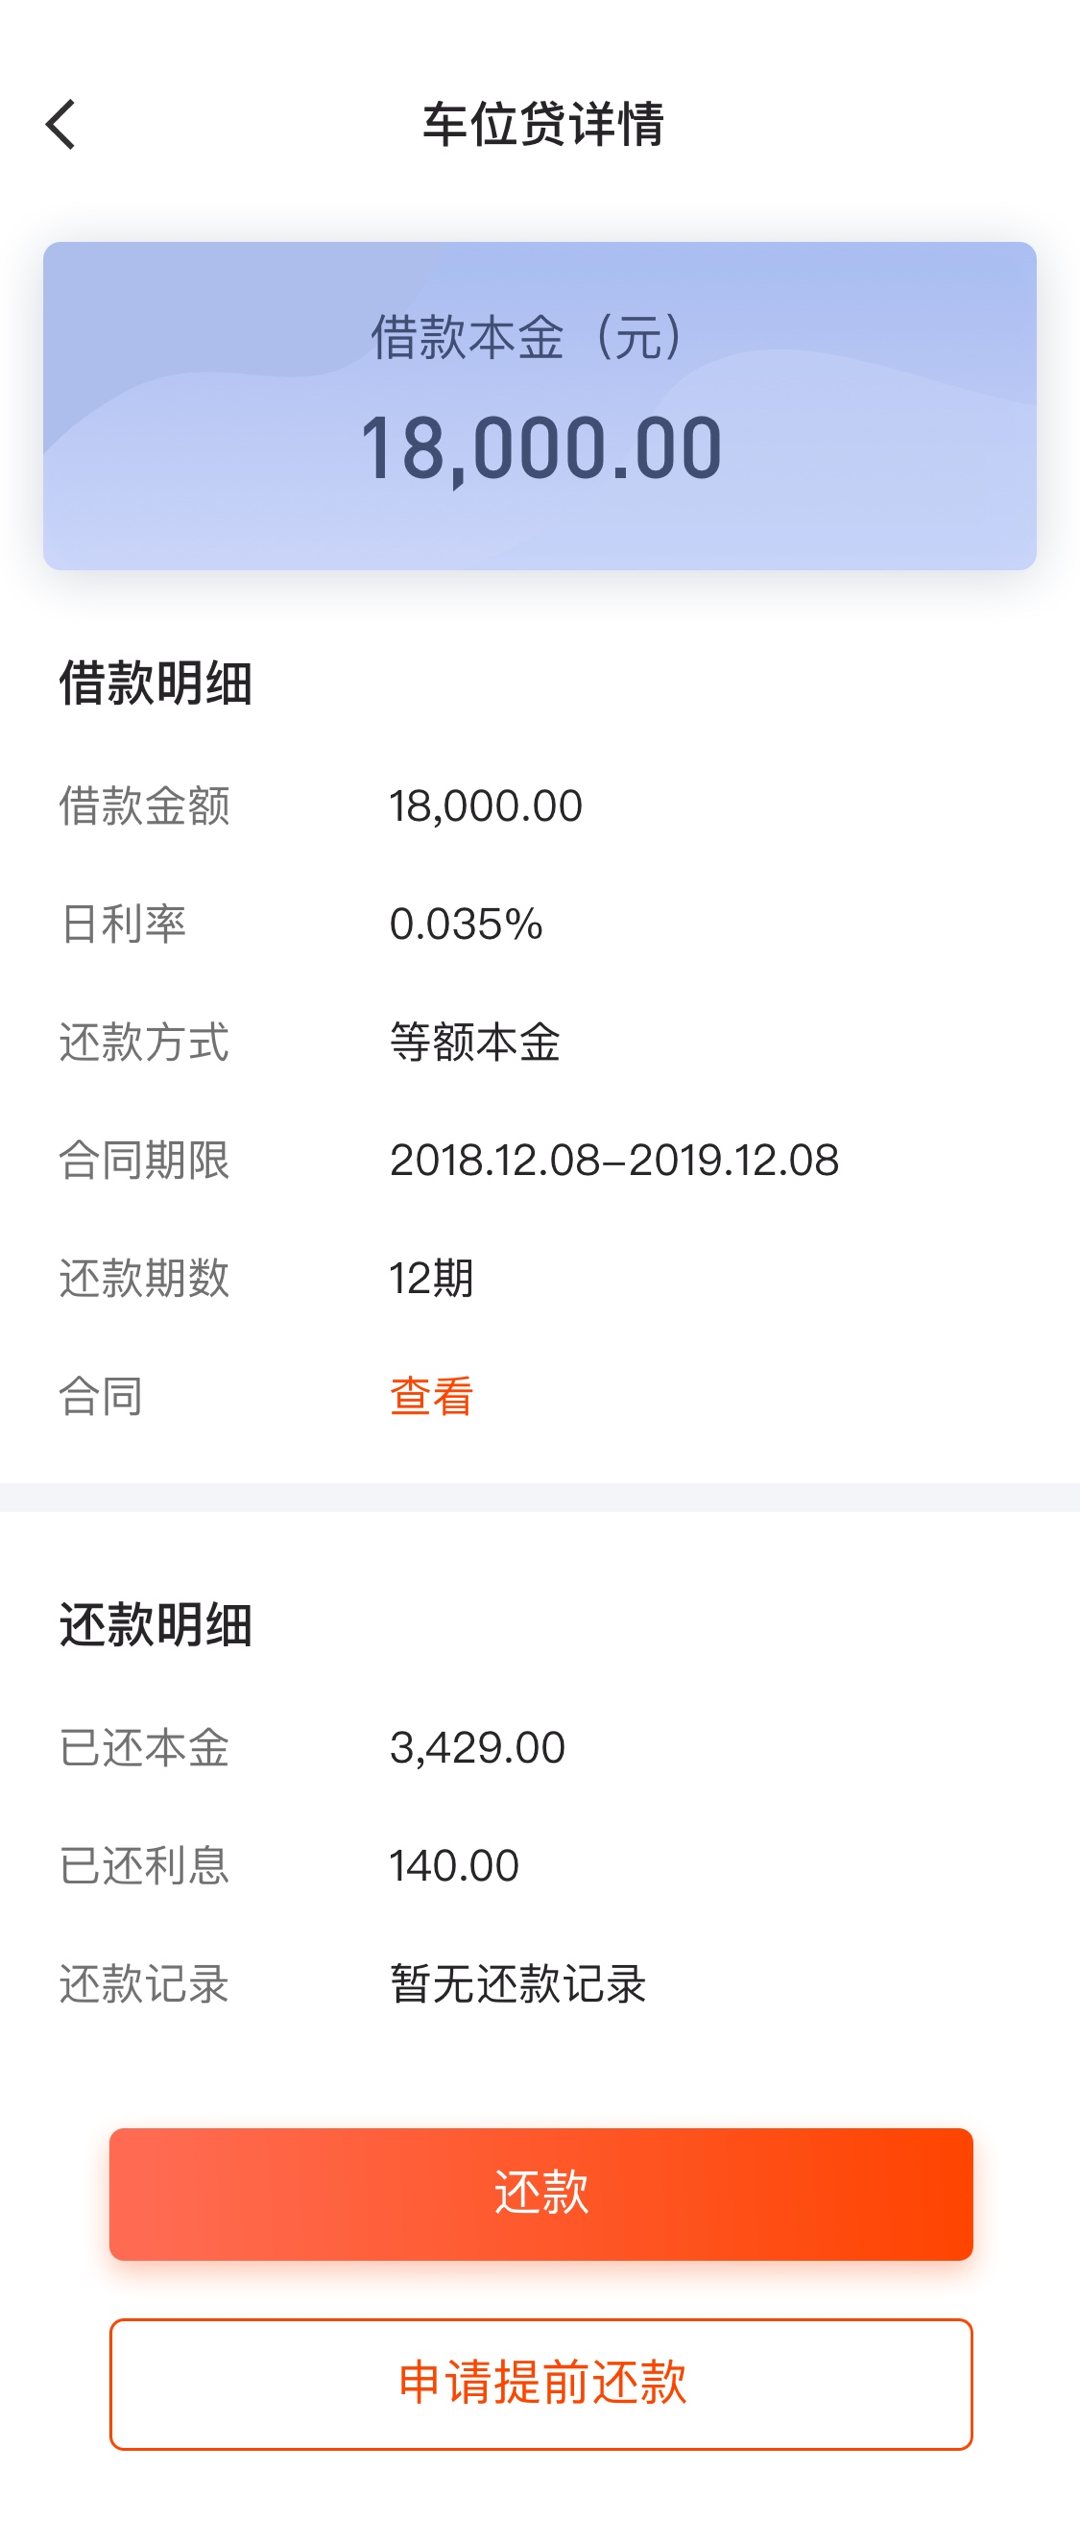 车位贷详情
借款本金（元）
18,000.00
借款明细
借款金额 18,000.00
日利率 0.035%
还款方式 等额本金
合同期限 2018.12.08–2019.12.08
还款期数 12期
合同 查看
还款明细
已还本金 3,429.00
已还利息 140.00
还款记录 暂无还款记录
还款
申请提前还款